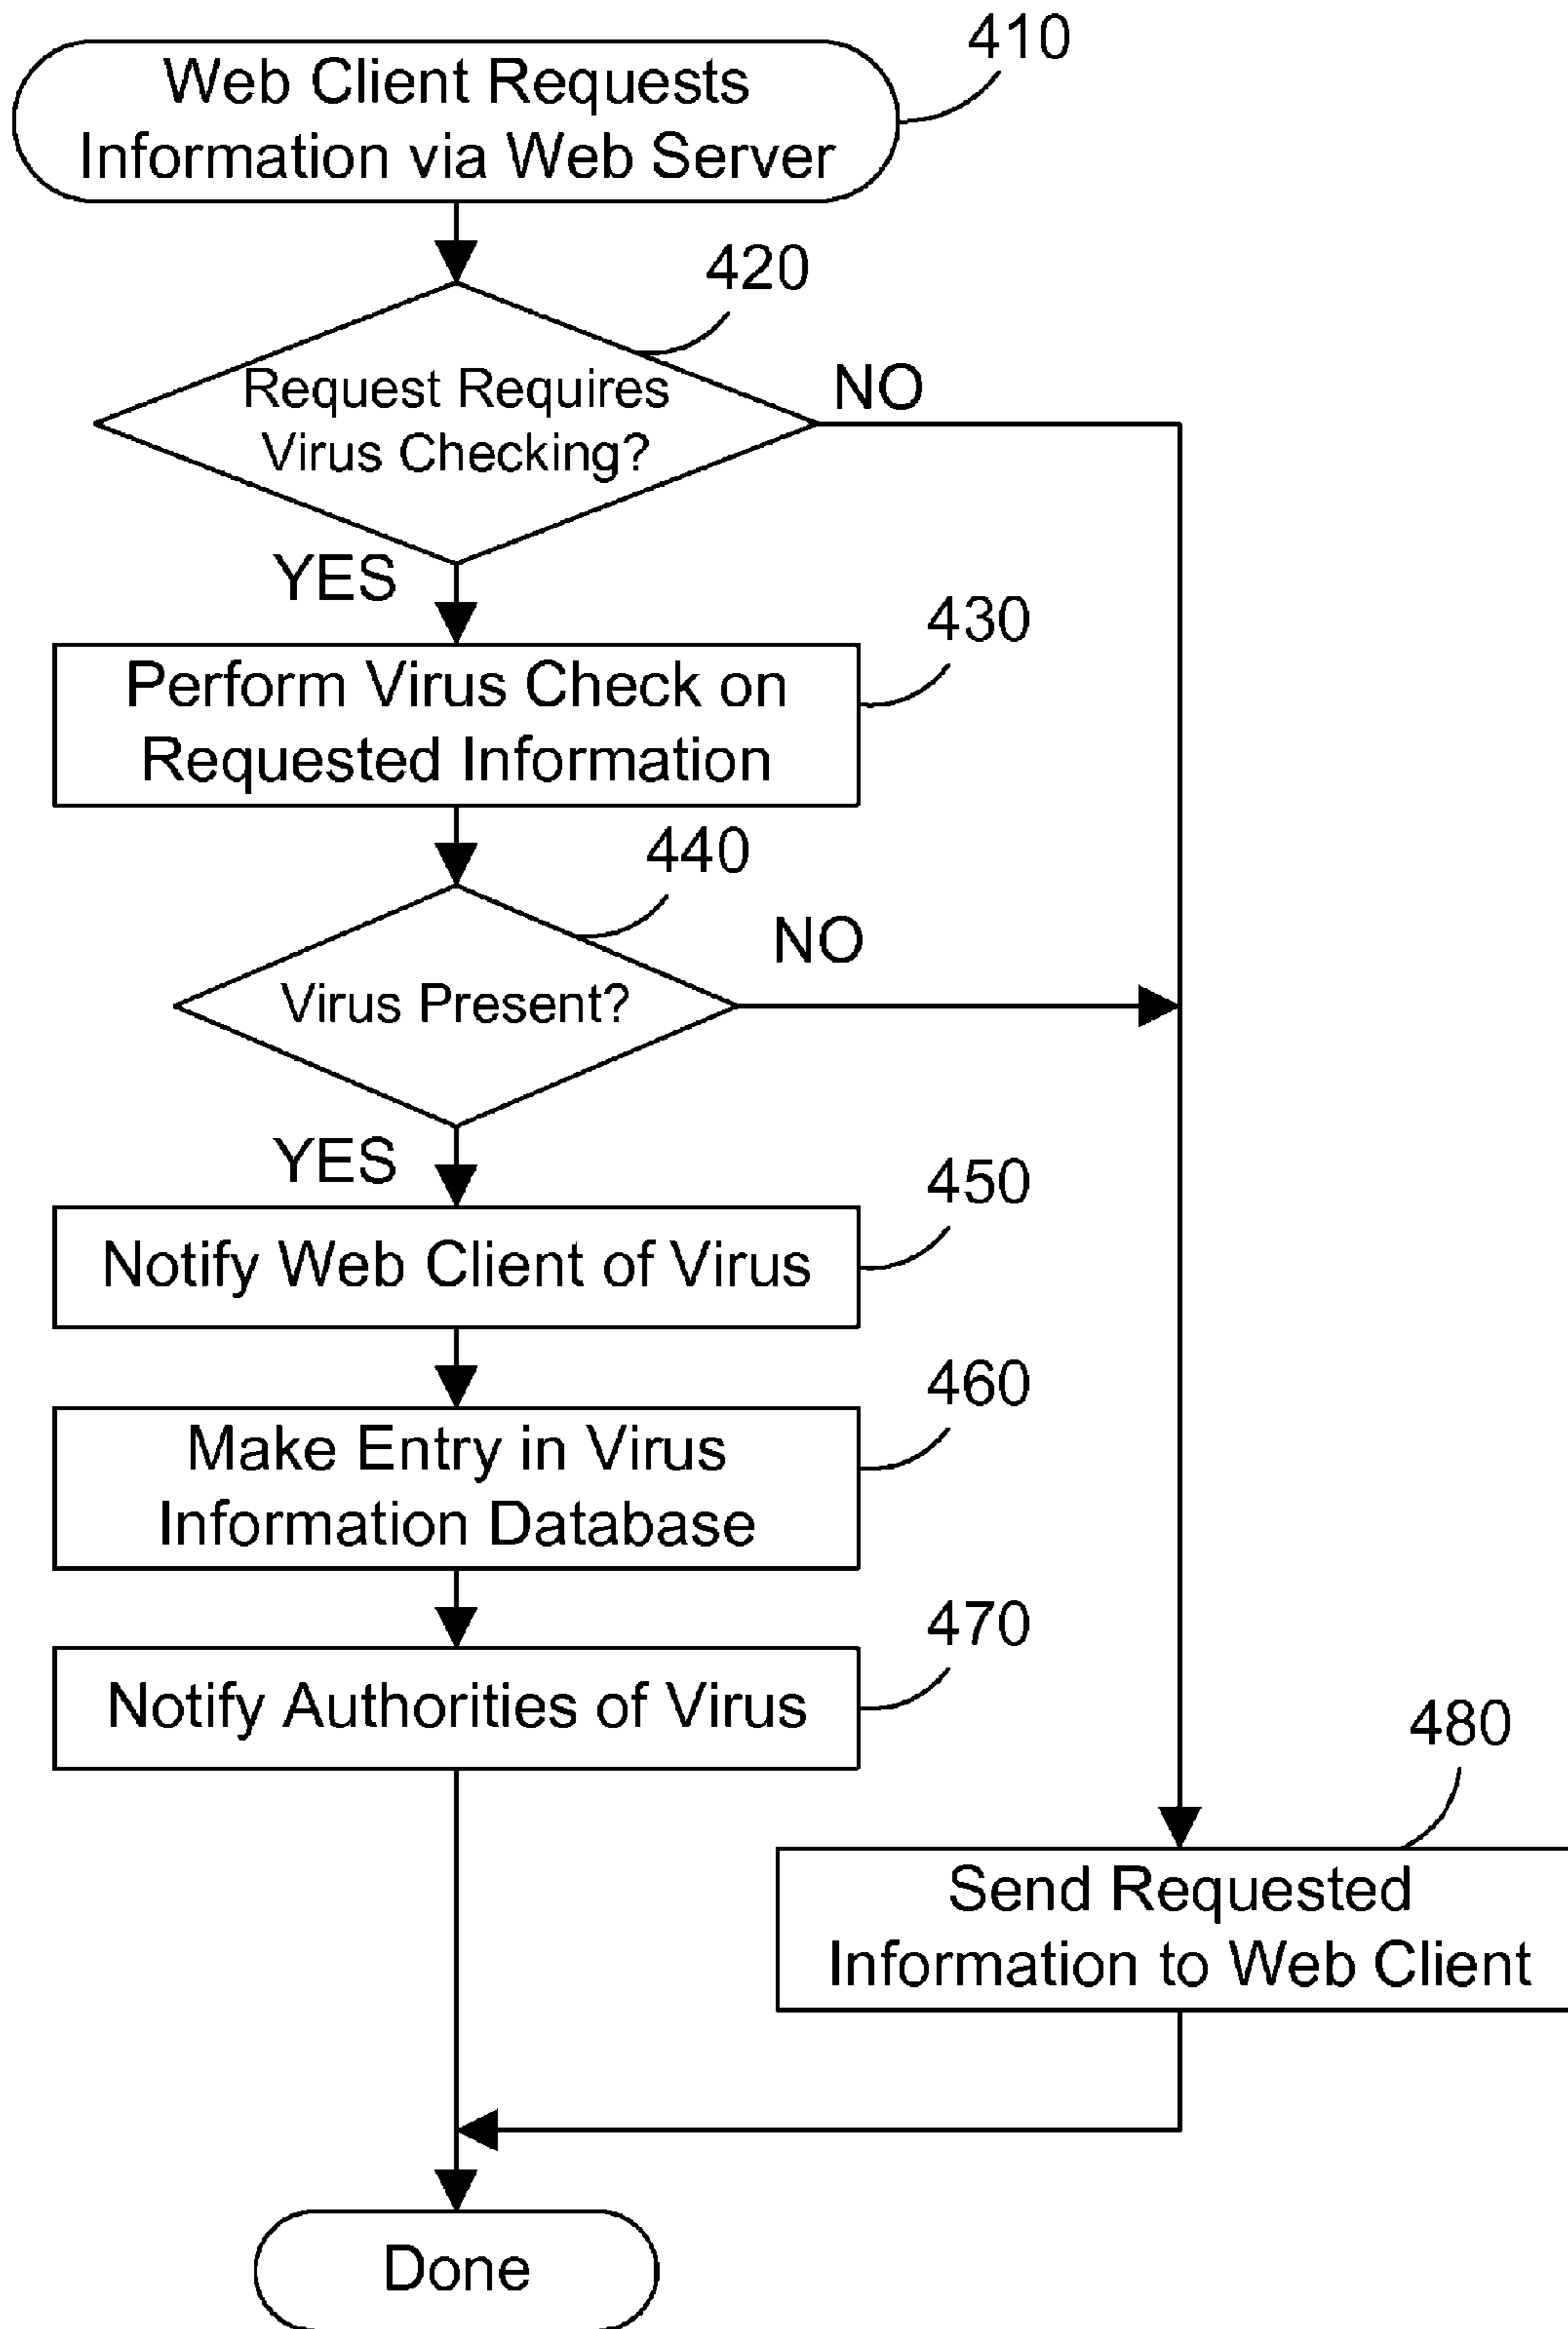 410
Web Client Requests
Information via Web Server
420
Request Requires
Virus Checking?
NO
YES
430
Perform Virus Check on
Requested Information
440
Virus Present?
NO
YES
450
Notify Web Client of Virus
460
Make Entry in Virus
Information Database
470
Notify Authorities of Virus
480
Send Requested
Information to Web Client
Done